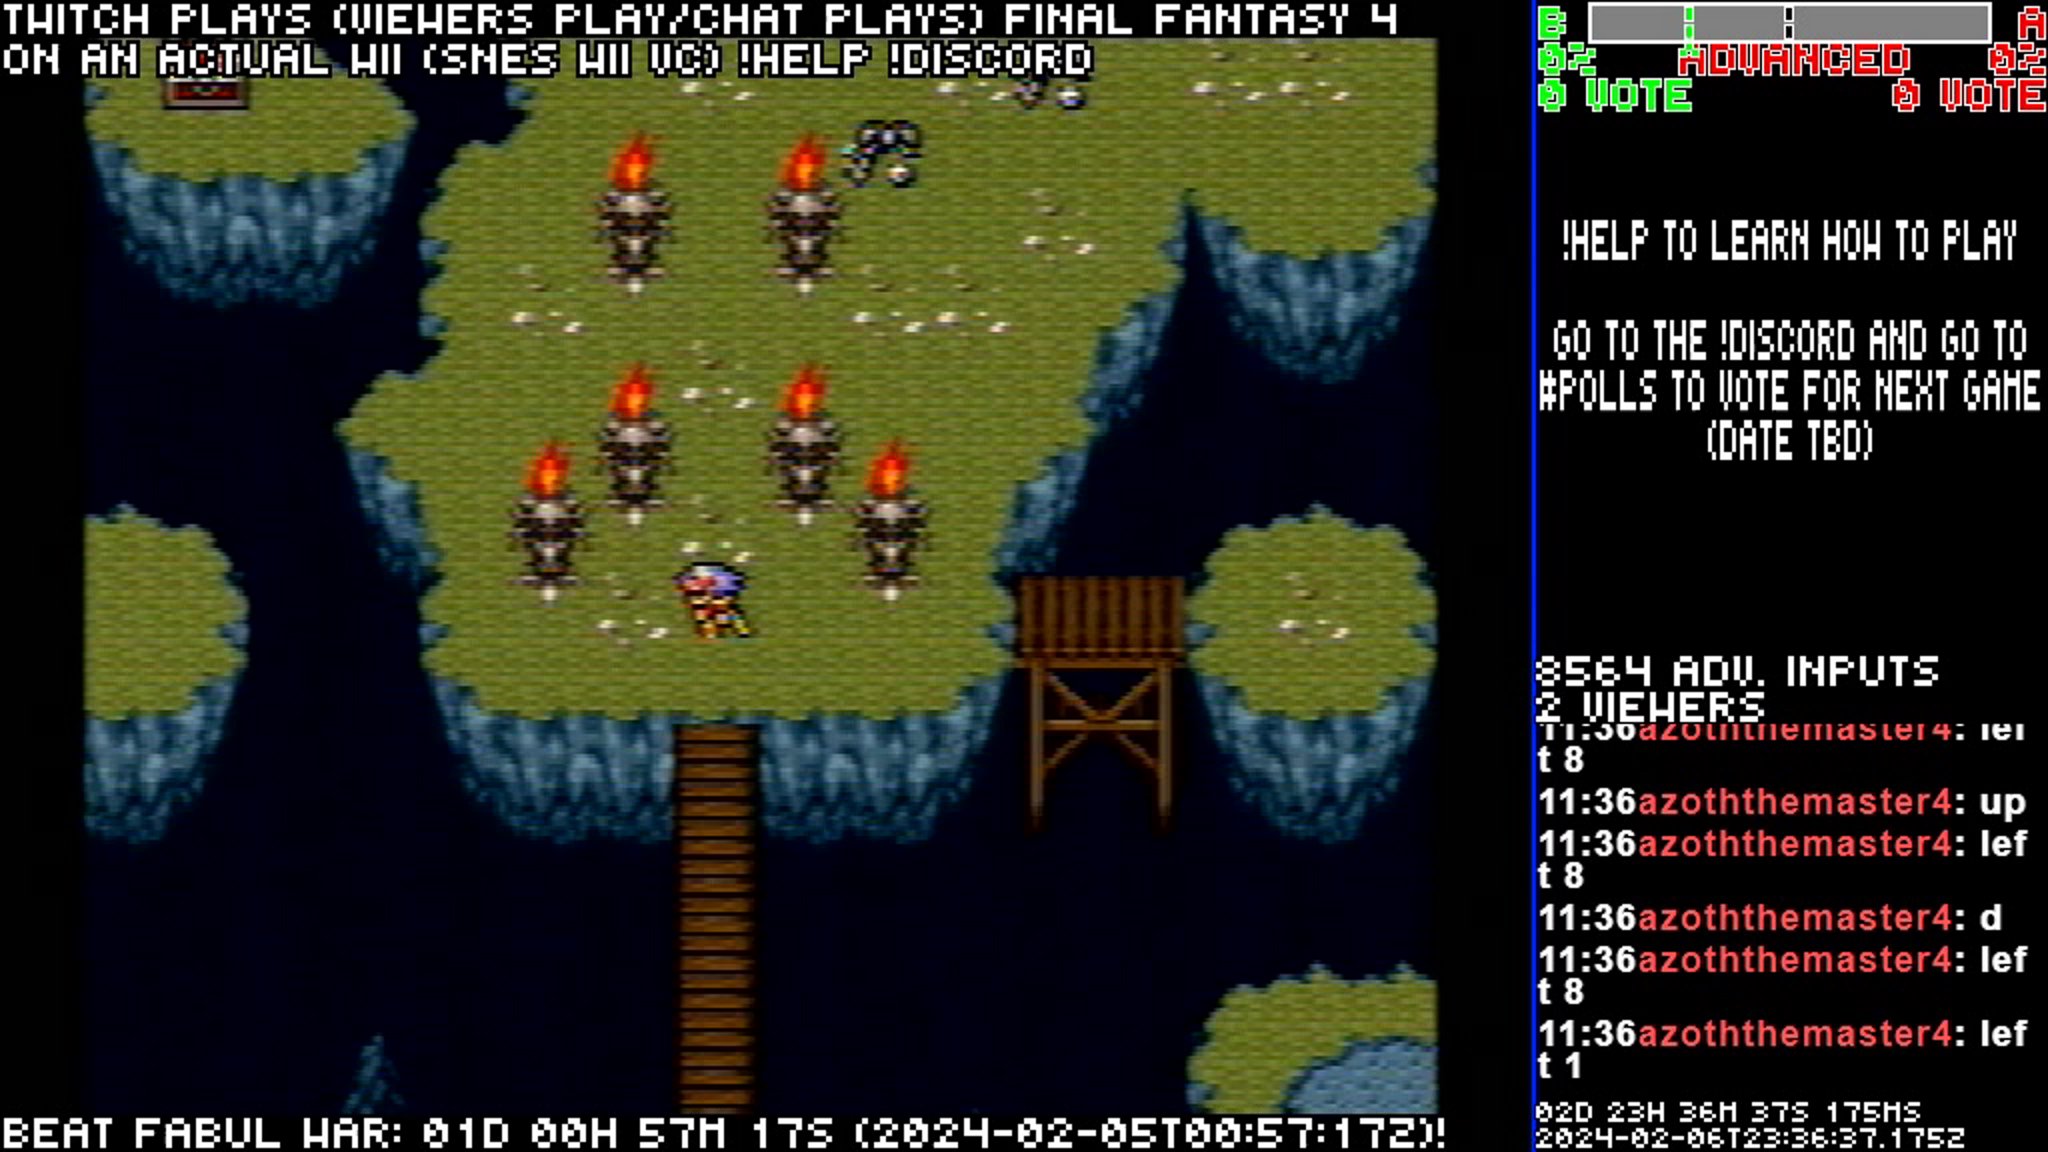 TWITCH PLAYS (VIEWERS PLAY/CHAT PLAYS) FINAL FANTASY 4
ON AN ACTUAL WII (SNES WII VC) !HELP !DISCORD
B A
0% ADVANCED 0%
0 VOTE 0 VOTE
!HELP TO LEARN HOW TO PLAY
GO TO THE !DISCORD AND GO TO
#POLLS TO VOTE FOR NEXT GAME
(DATE TBD)
8564 ADV. INPUTS
2 VIEWERS
11:36azoththemaster4: lef
t 8
11:36azoththemaster4: up
11:36azoththemaster4: lef
t 8
11:36azoththemaster4: d
11:36azoththemaster4: lef
t 8
11:36azoththemaster4: lef
t 1
02D 23H 36M 37S 175MS
2024-02-06T23:36:37.175Z
BEAT FABUL WAR: 01D 00H 57M 17S (2024-02-05T00:57:17Z)!